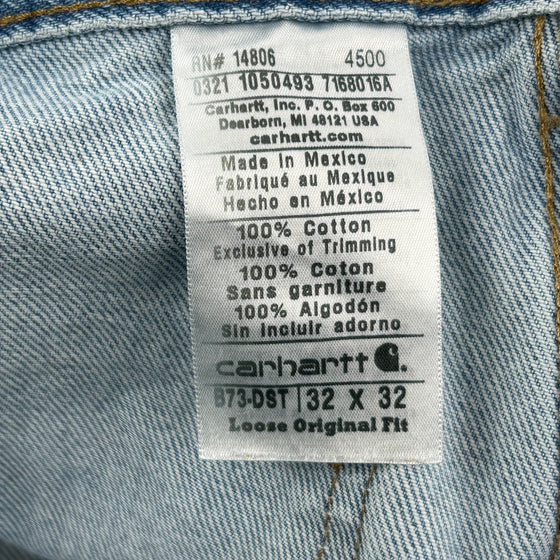 RN# 14806 4500
0321 1050493 7168016A
Carhartt, Inc. P. O. Box 600
Dearborn, MI 48121 USA
carhartt.com
Made in Mexico
Fabriqué au Mexique
Hecho en México
100% Cotton
Exclusive of Trimming
100% Coton
Sans garniture
100% Algodón
Sin incluir adorno
carhartt
B73-DST | 32 X 32
Loose Original Fit